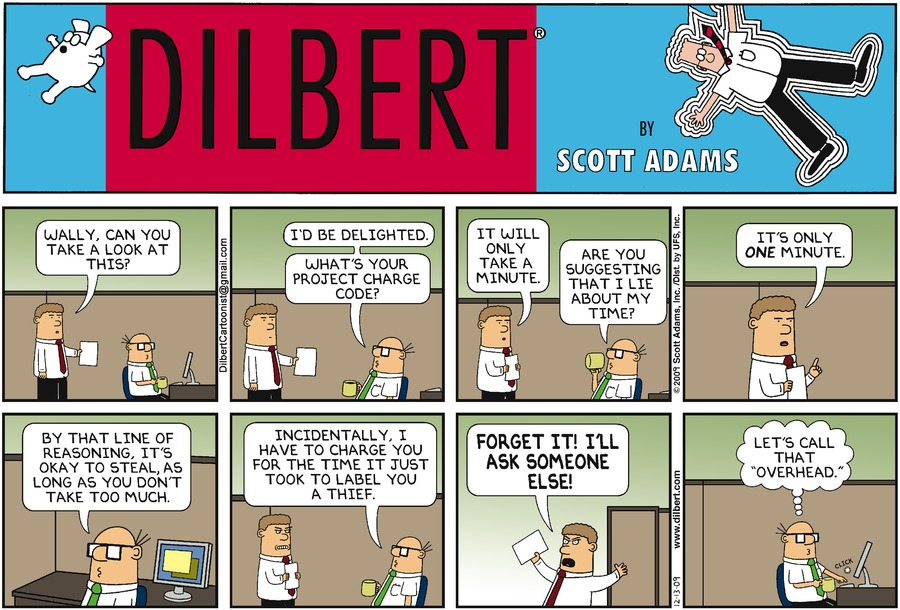 DILBERT®
BY
SCOTT ADAMS
WALLY, CAN YOU
TAKE A LOOK AT
THIS?
DilbertCartoonist@gmail.com
I'D BE DELIGHTED.
WHAT'S YOUR
PROJECT CHARGE
CODE?
IT WILL
ONLY
TAKE A
MINUTE.
ARE YOU
SUGGESTING
THAT I LIE
ABOUT MY
TIME?
© 2009 Scott Adams, Inc. /Dist. by UFS, Inc.
IT'S ONLY
ONE MINUTE.
BY THAT LINE OF
REASONING, IT'S
OKAY TO STEAL, AS
LONG AS YOU DON'T
TAKE TOO MUCH.
INCIDENTALLY, I
HAVE TO CHARGE YOU
FOR THE TIME IT JUST
TOOK TO LABEL YOU
A THIEF.
FORGET IT! I'LL
ASK SOMEONE
ELSE!
12-13-09
www.dilbert.com
LET'S CALL
THAT
"OVERHEAD."
CLICK